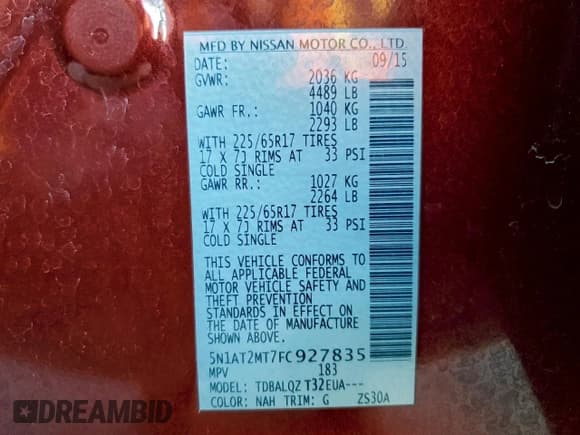 MFD BY NISSAN MOTOR CO., LTD.
DATE: 09/15
GVWR: 2036 KG
4489 LB
GAWR FR.: 1040 KG
2293 LB
WITH 225/65R17 TIRES
17 X 7J RIMS AT 33 PSI
COLD SINGLE
GAWR RR.: 1027 KG
2264 LB
WITH 225/65R17 TIRES
17 X 7J RIMS AT 33 PSI
COLD SINGLE
THIS VEHICLE CONFORMS TO
ALL APPLICABLE FEDERAL
MOTOR VEHICLE SAFETY AND
THEFT PREVENTION
STANDARDS IN EFFECT ON
THE DATE OF MANUFACTURE
SHOWN ABOVE.
5N1AT2MT7FC927835
MPV 183
MODEL: TDBALQZ T32EUA---
COLOR: NAH TRIM: G ZS30A
DREAMBID